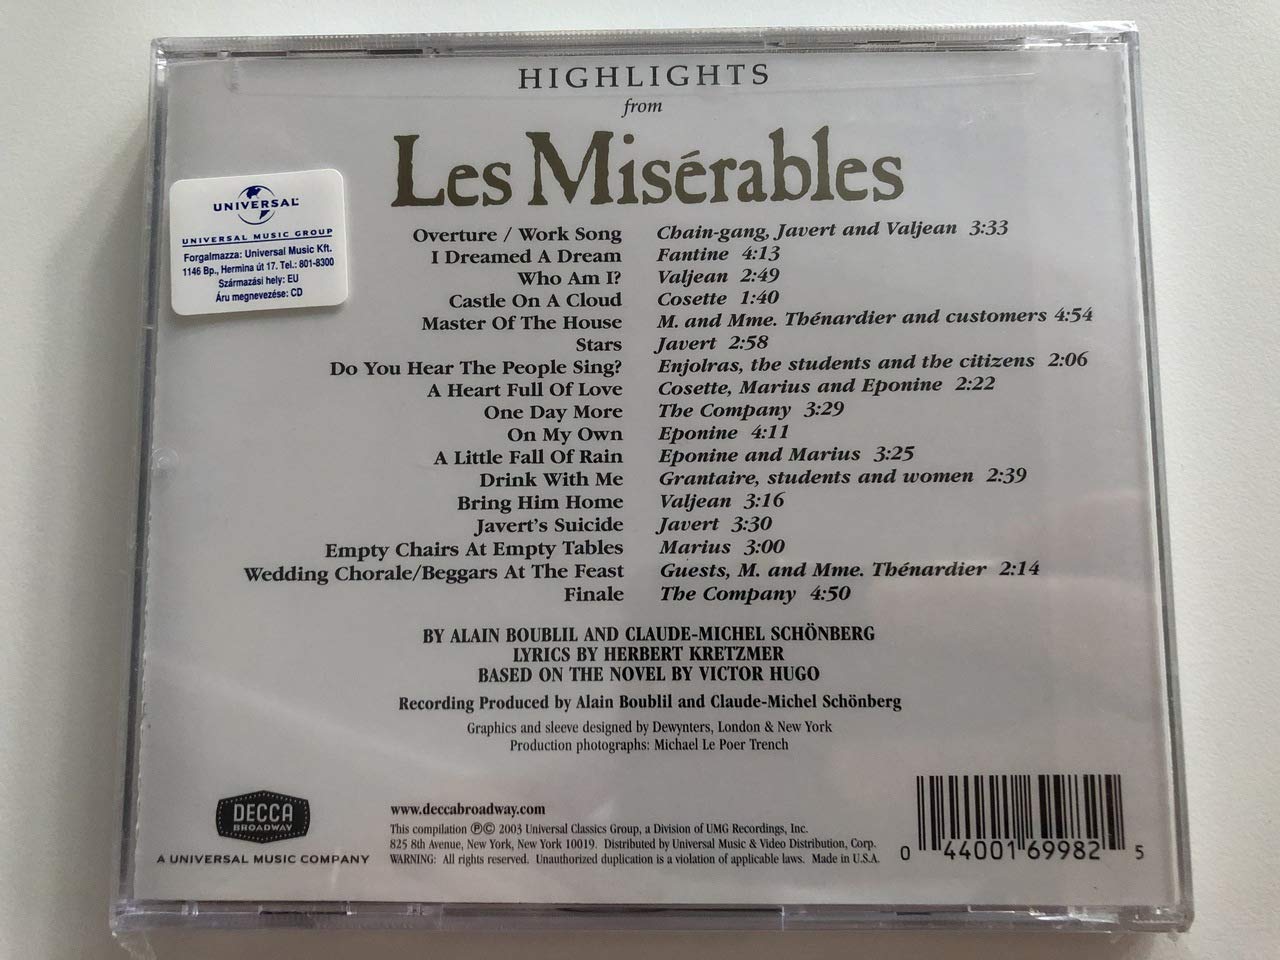 HIGHLIGHTS
from
Les Misérables
UNIVERSAL
UNIVERSAL MUSIC GROUP
Forgalmazza: Universal Music Kft.
1146 Bp., Hermina út 17. Tel.: 801-8300
Származási hely: EU
Áru megnevezése: CD
Overture / Work Song Chain-gang, Javert and Valjean 3:33
I Dreamed A Dream Fantine 4:13
Who Am I? Valjean 2:49
Castle On A Cloud Cosette 1:40
Master Of The House M. and Mme. Thénardier and customers 4:54
Stars Javert 2:58
Do You Hear The People Sing? Enjolras, the students and the citizens 2:06
A Heart Full Of Love Cosette, Marius and Eponine 2:22
One Day More The Company 3:29
On My Own Eponine 4:11
A Little Fall Of Rain Eponine and Marius 3:25
Drink With Me Grantaire, students and women 2:39
Bring Him Home Valjean 3:16
Javert's Suicide Javert 3:30
Empty Chairs At Empty Tables Marius 3:00
Wedding Chorale/Beggars At The Feast Guests, M. and Mme. Thénardier 2:14
Finale The Company 4:50
BY ALAIN BOUBLIL AND CLAUDE-MICHEL SCHÖNBERG
LYRICS BY HERBERT KRETZMER
BASED ON THE NOVEL BY VICTOR HUGO
Recording Produced by Alain Boublil and Claude-Michel Schönberg
Graphics and sleeve designed by Dewynters, London & New York
Production photographs: Michael Le Poer Trench
DECCA
BROADWAY
A UNIVERSAL MUSIC COMPANY
www.deccabroadway.com
This compilation ℗© 2003 Universal Classics Group, a Division of UMG Recordings, Inc.
825 8th Avenue, New York, New York 10019. Distributed by Universal Music & Video Distribution, Corp.
WARNING: All rights reserved. Unauthorized duplication is a violation of applicable laws. Made in U.S.A.
0 44001 69982 5